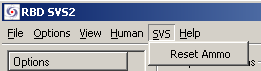 RBD SVS2
File Options View Human SVS Help
Reset Ammo
Options